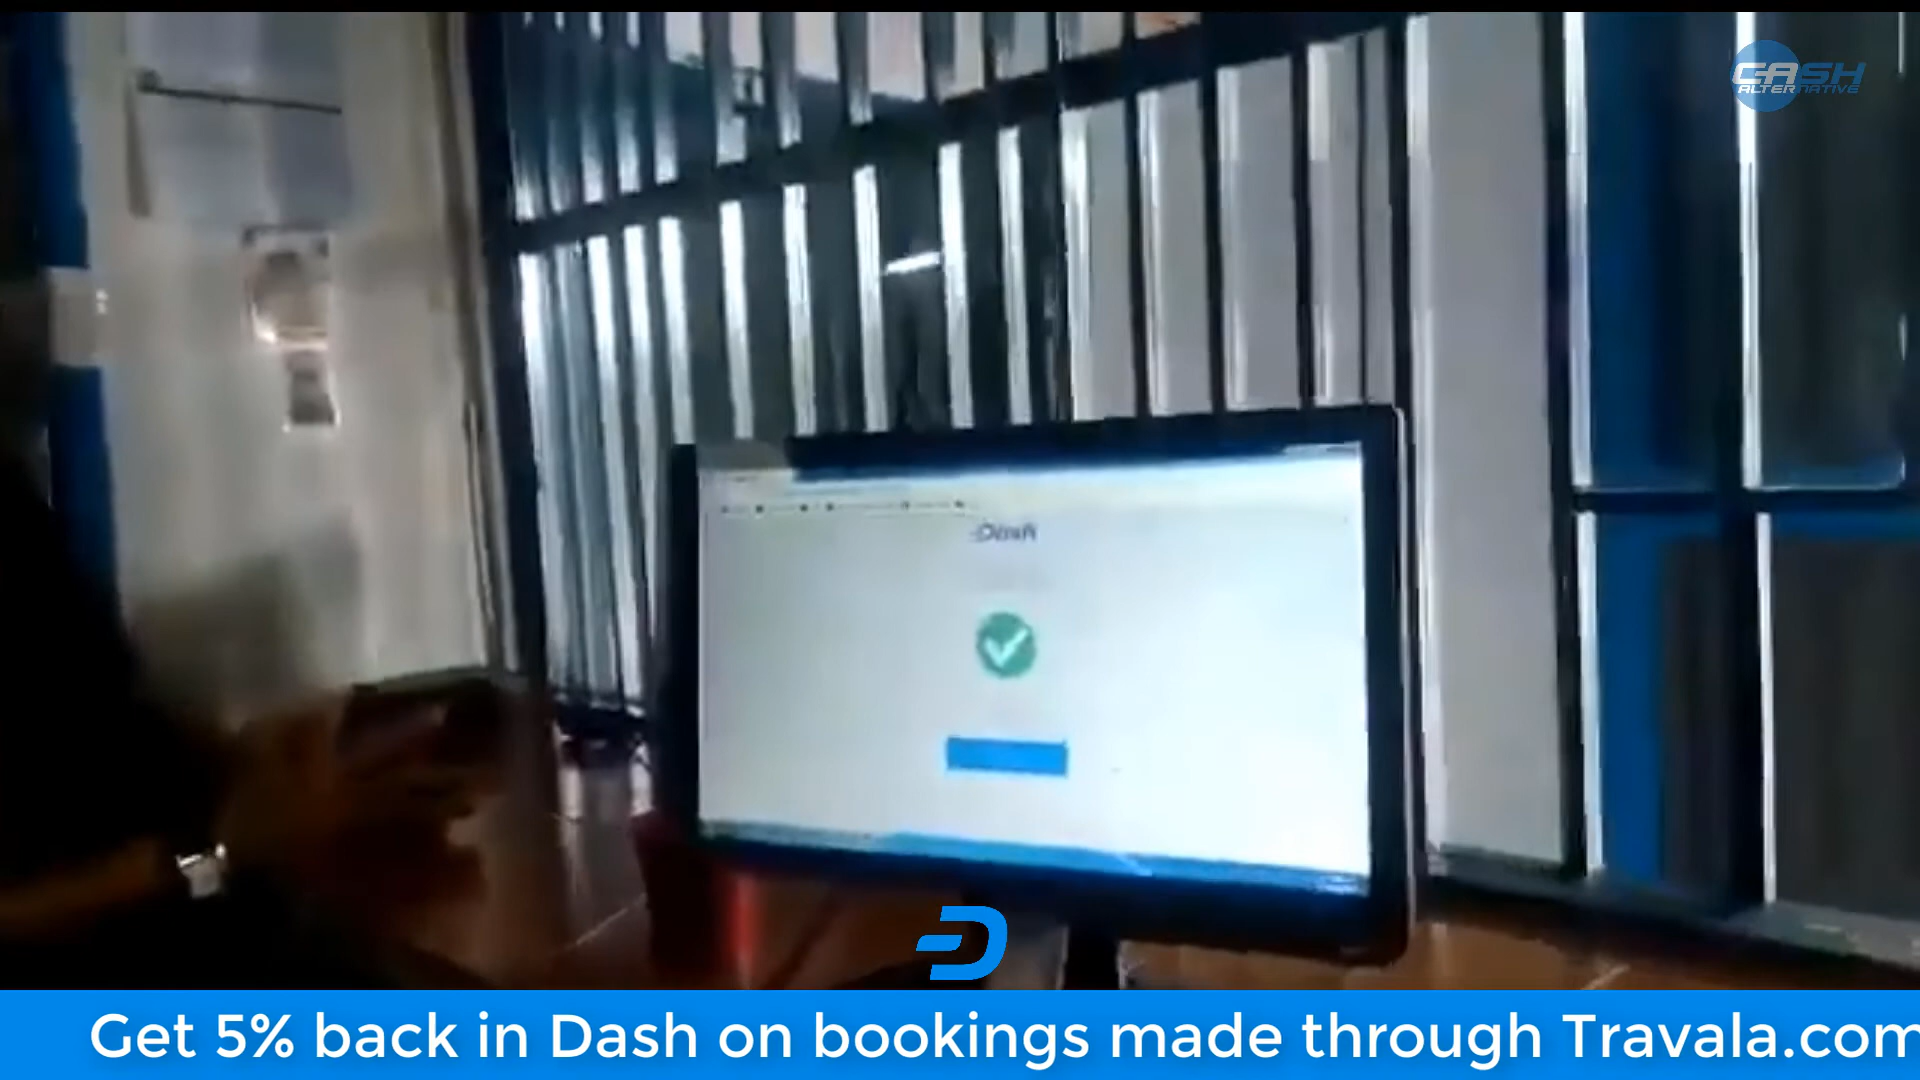 CASH
ALTERNATIVE
Dash
Get 5% back in Dash on bookings made through Travala.com